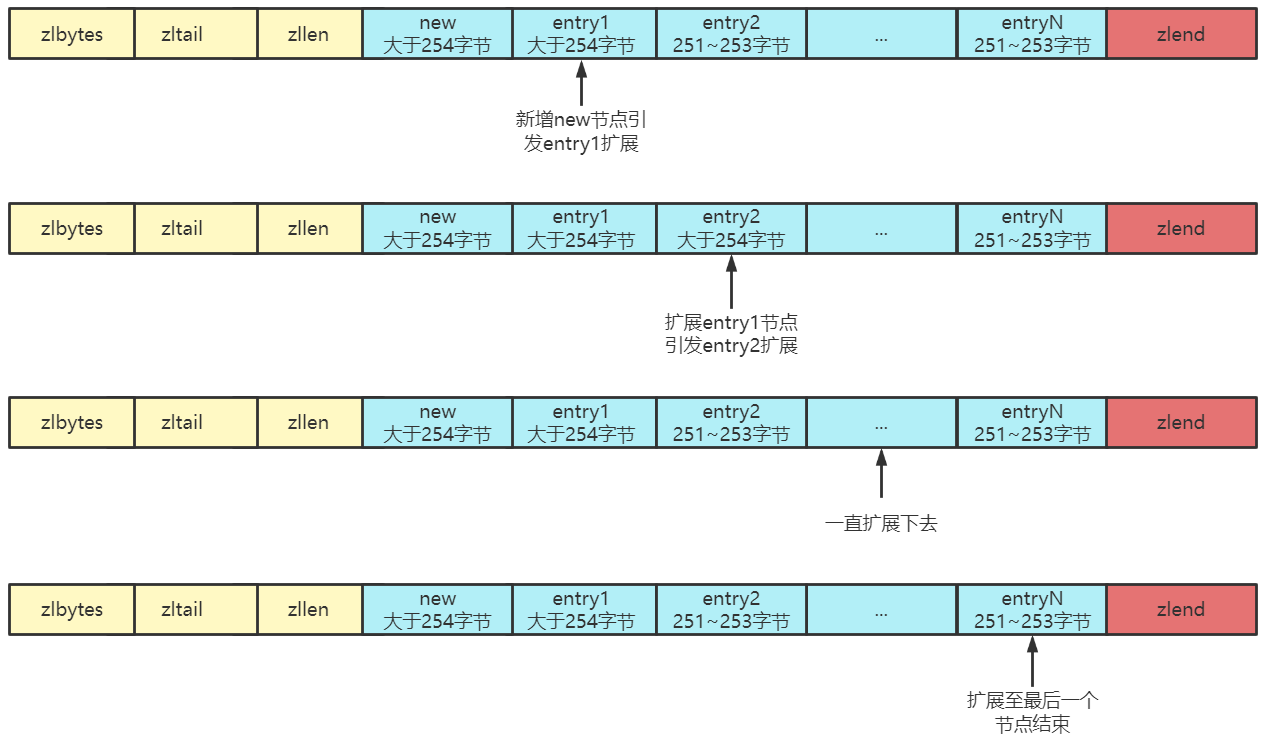 zlbytes zltail zllen new entry1 entry2 ... entryN zlend
大于254字节 大于254字节 251~253字节 251~253字节
新增new节点引
发entry1扩展
zlbytes zltail zllen new entry1 entry2 ... entryN zlend
大于254字节 大于254字节 大于254字节 251~253字节
扩展entry1节点
引发entry2扩展
zlbytes zltail zllen new entry1 entry2 ... entryN zlend
大于254字节 大于254字节 251~253字节 251~253字节
一直扩展下去
zlbytes zltail zllen new entry1 entry2 ... entryN zlend
大于254字节 大于254字节 251~253字节 251~253字节
扩展至最后一个
节点结束